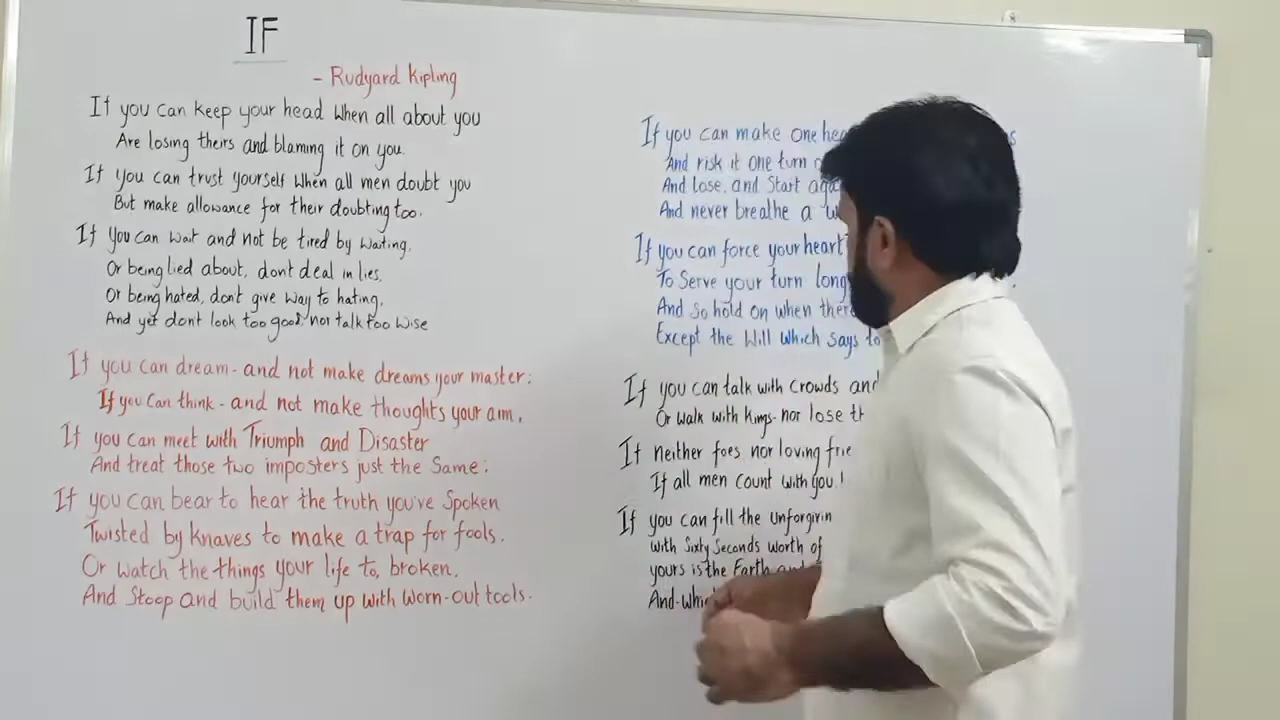 IF
- Rudyard Kipling
If you can keep your head when all about you
Are losing theirs and blaming it on you.
If you can trust yourself when all men doubt you
But make allowance for their doubting too.
If you can wait and not be tired by waiting,
Or being lied about, dont deal in lies,
Or being hated, don't give way to hating,
And yet dont look too good, nor talk too wise
If you can dream - and not make dreams your master:
If you can think - and not make thoughts your aim,
If you can meet with Triumph and Disaster
And treat those two imposters just the same:
If you can bear to hear the truth you've spoken
Twisted by knaves to make a trap for fools.
Or watch the things your life to, broken,
And stoop and build them up with worn-out tools.
If you can make one
And risk it one turn
And lose, and start
And never breathe a
If you can force your heart
To serve your turn long
And so hold on when
Except the Will which says
If you can talk with crowds and
Or walk with kings - nor lose
If neither foes nor loving
If all men count with you,
If you can fill the
with sixty seconds worth of
yours is the Earth and
And-